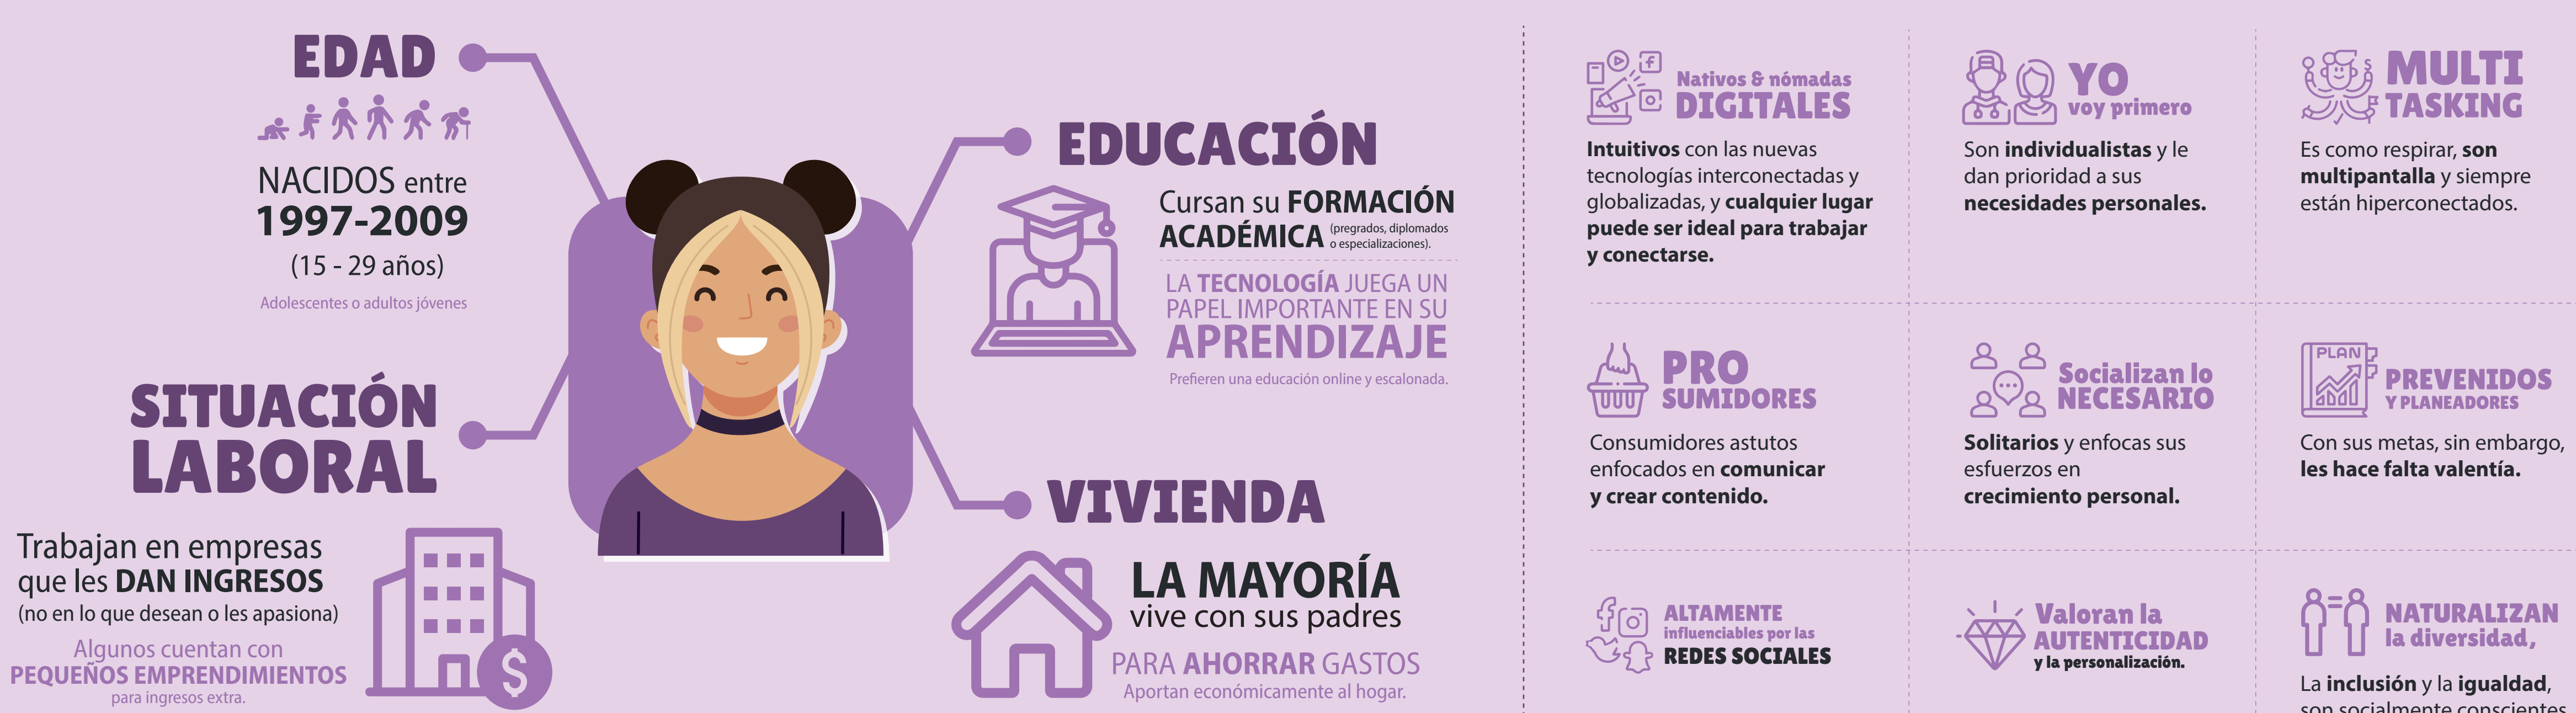 EDAD
NACIDOS entre
1997-2009
(15 - 29 años)
Adolescentes o adultos jóvenes
SITUACIÓN
LABORAL
Trabajan en empresas
que les DAN INGRESOS
(no en lo que desean o les apasiona)
Algunos cuentan con
PEQUEÑOS EMPRENDIMIENTOS
para ingresos extra.
$
EDUCACIÓN
Cursan su FORMACIÓN
ACADÉMICA (pregrados, diplomados
o especializaciones).
LA TECNOLOGÍA JUEGA UN
PAPEL IMPORTANTE EN SU
APRENDIZAJE
Prefieren una educación online y escalonada.
VIVIENDA
LA MAYORÍA
vive con sus padres
PARA AHORRAR GASTOS
Aportan económicamente al hogar.
Nativos & nómadas
DIGITALES
Intuitivos con las nuevas
tecnologías interconectadas y
globalizadas, y cualquier lugar
puede ser ideal para trabajar
y conectarse.
YO
voy primero
Son individualistas y le
dan prioridad a sus
necesidades personales.
MULTI
TASKING
Es como respirar, son
multipantalla y siempre
están hiperconectados.
PRO
SUMIDORES
Consumidores astutos
enfocados en comunicar
y crear contenido.
Socializan lo
NECESARIO
Solitarios y enfocas sus
esfuerzos en
crecimiento personal.
PLAN
PREVENIDOS
Y PLANEADORES
Con sus metas, sin embargo,
les hace falta valentía.
ALTAMENTE
influenciables por las
REDES SOCIALES
Valoran la
AUTENTICIDAD
y la personalización.
NATURALIZAN
la diversidad,
La inclusión y la igualdad,
son socialmente conscientes